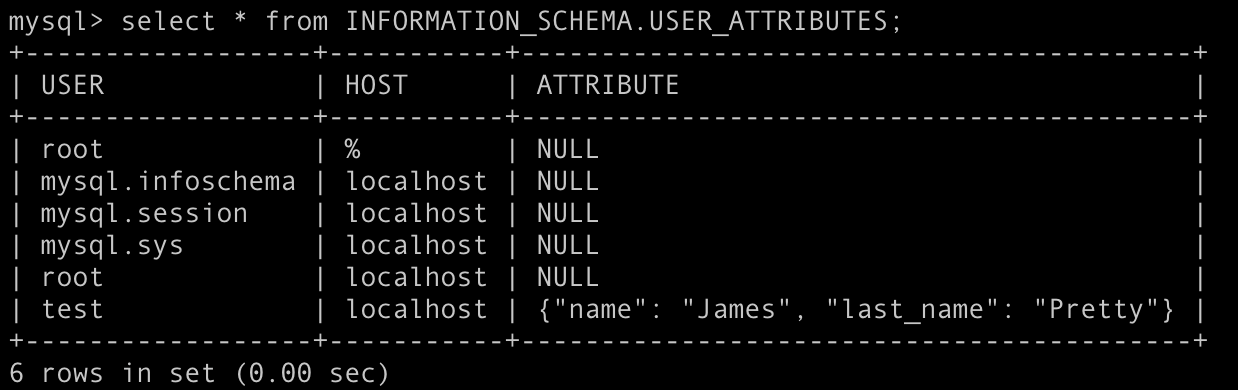 mysql> select * from INFORMATION_SCHEMA.USER_ATTRIBUTES;
+------------------+-----------+------------------------------------------+
| USER             | HOST      | ATTRIBUTE                                |
+------------------+-----------+------------------------------------------+
| root             | %         | NULL                                     |
| mysql.infoschema | localhost | NULL                                     |
| mysql.session    | localhost | NULL                                     |
| mysql.sys        | localhost | NULL                                     |
| root             | localhost | NULL                                     |
| test             | localhost | {"name": "James", "last_name": "Pretty"} |
+------------------+-----------+------------------------------------------+
6 rows in set (0.00 sec)